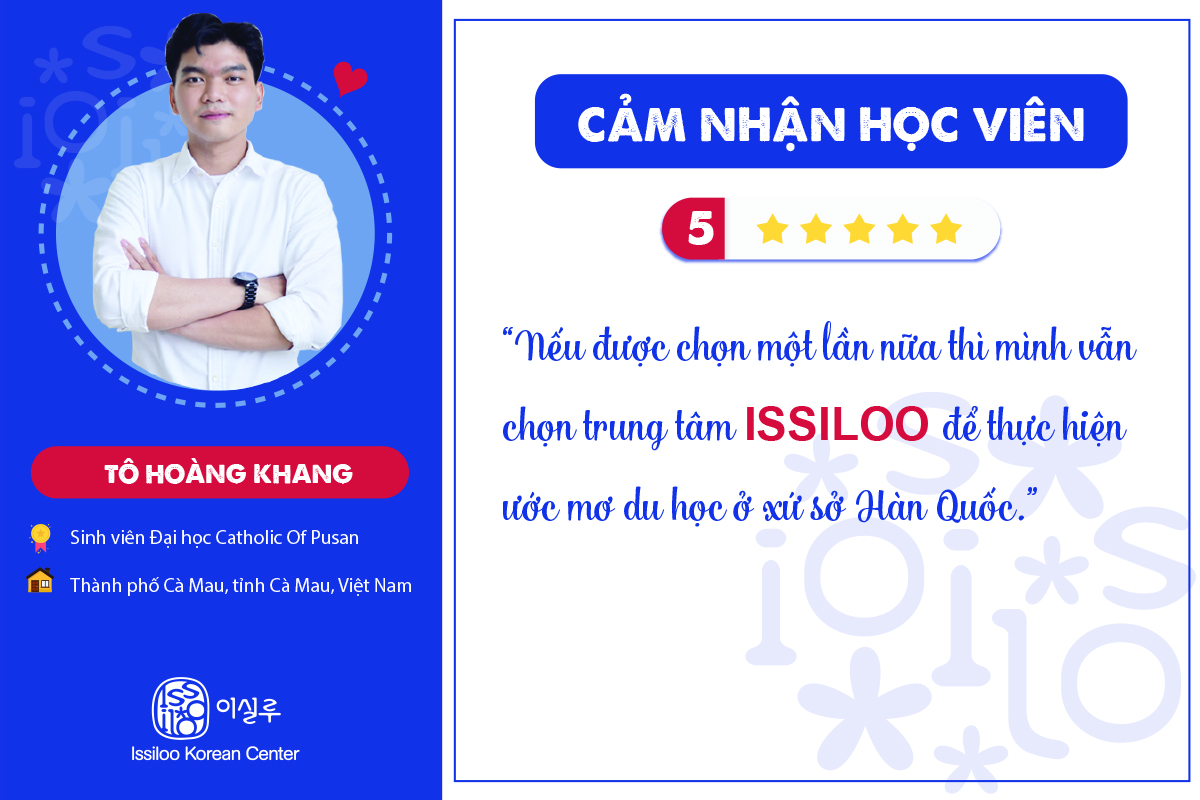 TÔ HOÀNG KHANG
Sinh viên Đại học Catholic Of Pusan
Thành phố Cà Mau, tỉnh Cà Mau, Việt Nam
ISSILOO
이실루
Issiloo Korean Center
CẢM NHẬN HỌC VIÊN
5
“Nếu được chọn một lần nữa thì mình vẫn
chọn trung tâm ISSILOO để thực hiện
ước mơ du học ở xứ sở Hàn Quốc.”